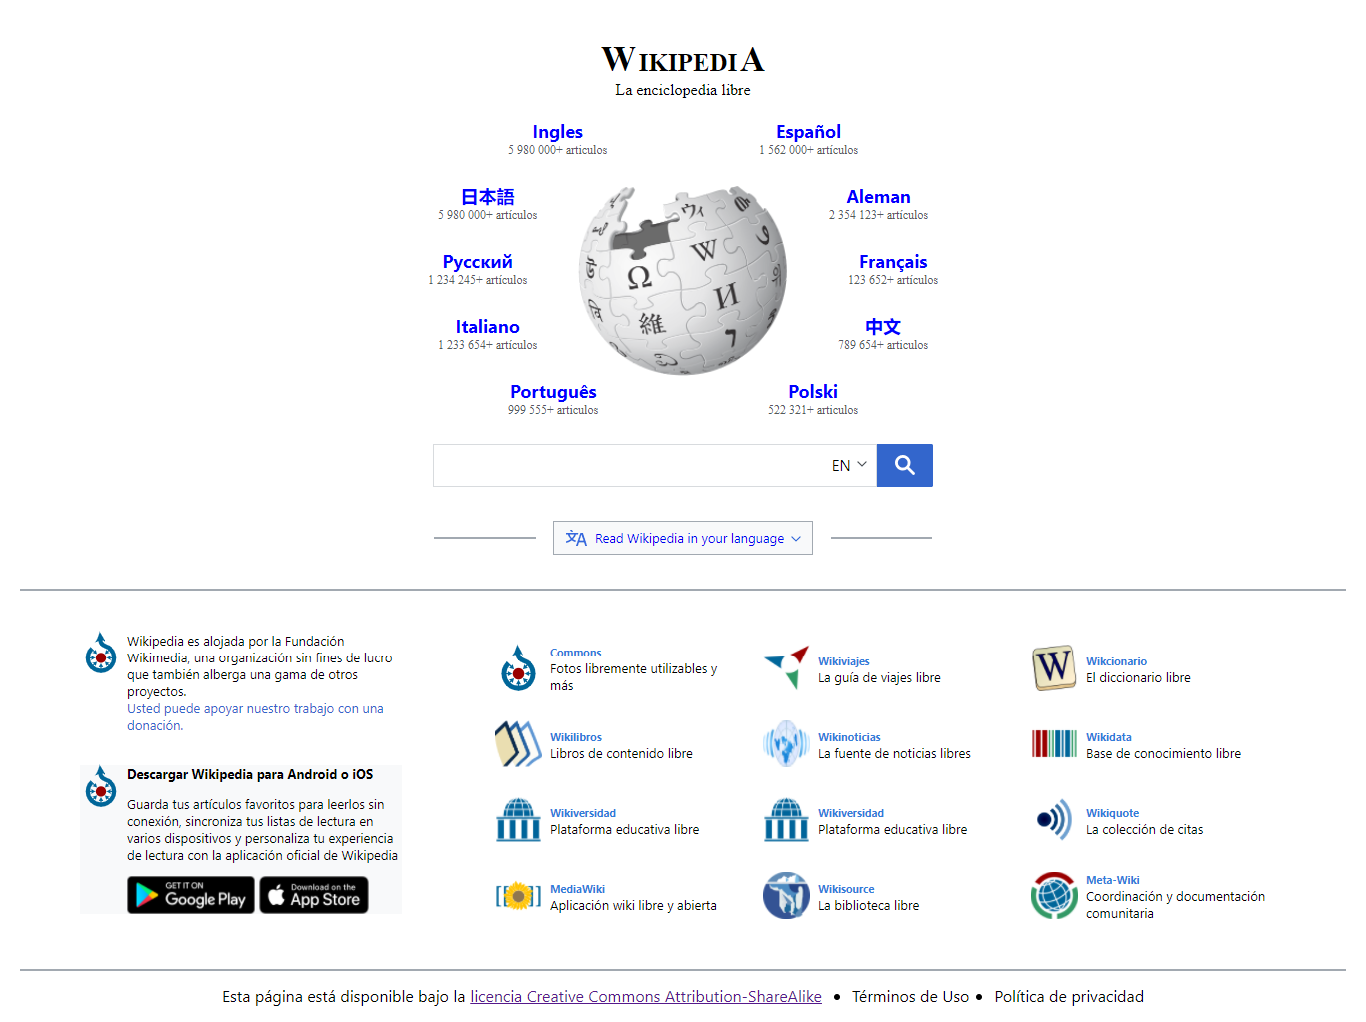 WIKIPEDIA
La enciclopedia libre
Ingles
5 980 000+ artículos
Español
1 562 000+ artículos
日本語
5 980 000+ artículos
Aleman
2 354 123+ artículos
Русский
1 234 245+ artículos
Français
123 652+ artículos
Italiano
1 233 654+ artículos
中文
789 654+ artículos
Português
999 555+ artículos
Polski
522 321+ artículos
Ω W И 維 ウィ
EN
文A Read Wikipedia in your language
Wikipedia es alojada por la Fundación
Wikimedia, una organización sin fines de lucro
que también alberga una gama de otros
proyectos.
Usted puede apoyar nuestro trabajo con una
donación.
Descargar Wikipedia para Android o iOS
Guarda tus artículos favoritos para leerlos sin
conexión, sincroniza tus listas de lectura en
varios dispositivos y personaliza tu experiencia
de lectura con la aplicación oficial de Wikipedia
GET IT ON
Google Play
Download on the
App Store
Commons
Fotos libremente utilizables y
más
Wikiviajes
La guía de viajes libre
W
Wikcionario
El diccionario libre
Wikilibros
Libros de contenido libre
Wikinoticias
La fuente de noticias libres
Wikidata
Base de conocimiento libre
Wikiversidad
Plataforma educativa libre
Wikiversidad
Plataforma educativa libre
Wikiquote
La colección de citas
MediaWiki
Aplicación wiki libre y abierta
Wikisource
La biblioteca libre
Meta-Wiki
Coordinación y documentación
comunitaria
Esta página está disponible bajo la licencia Creative Commons Attribution-ShareAlike • Términos de Uso • Política de privacidad